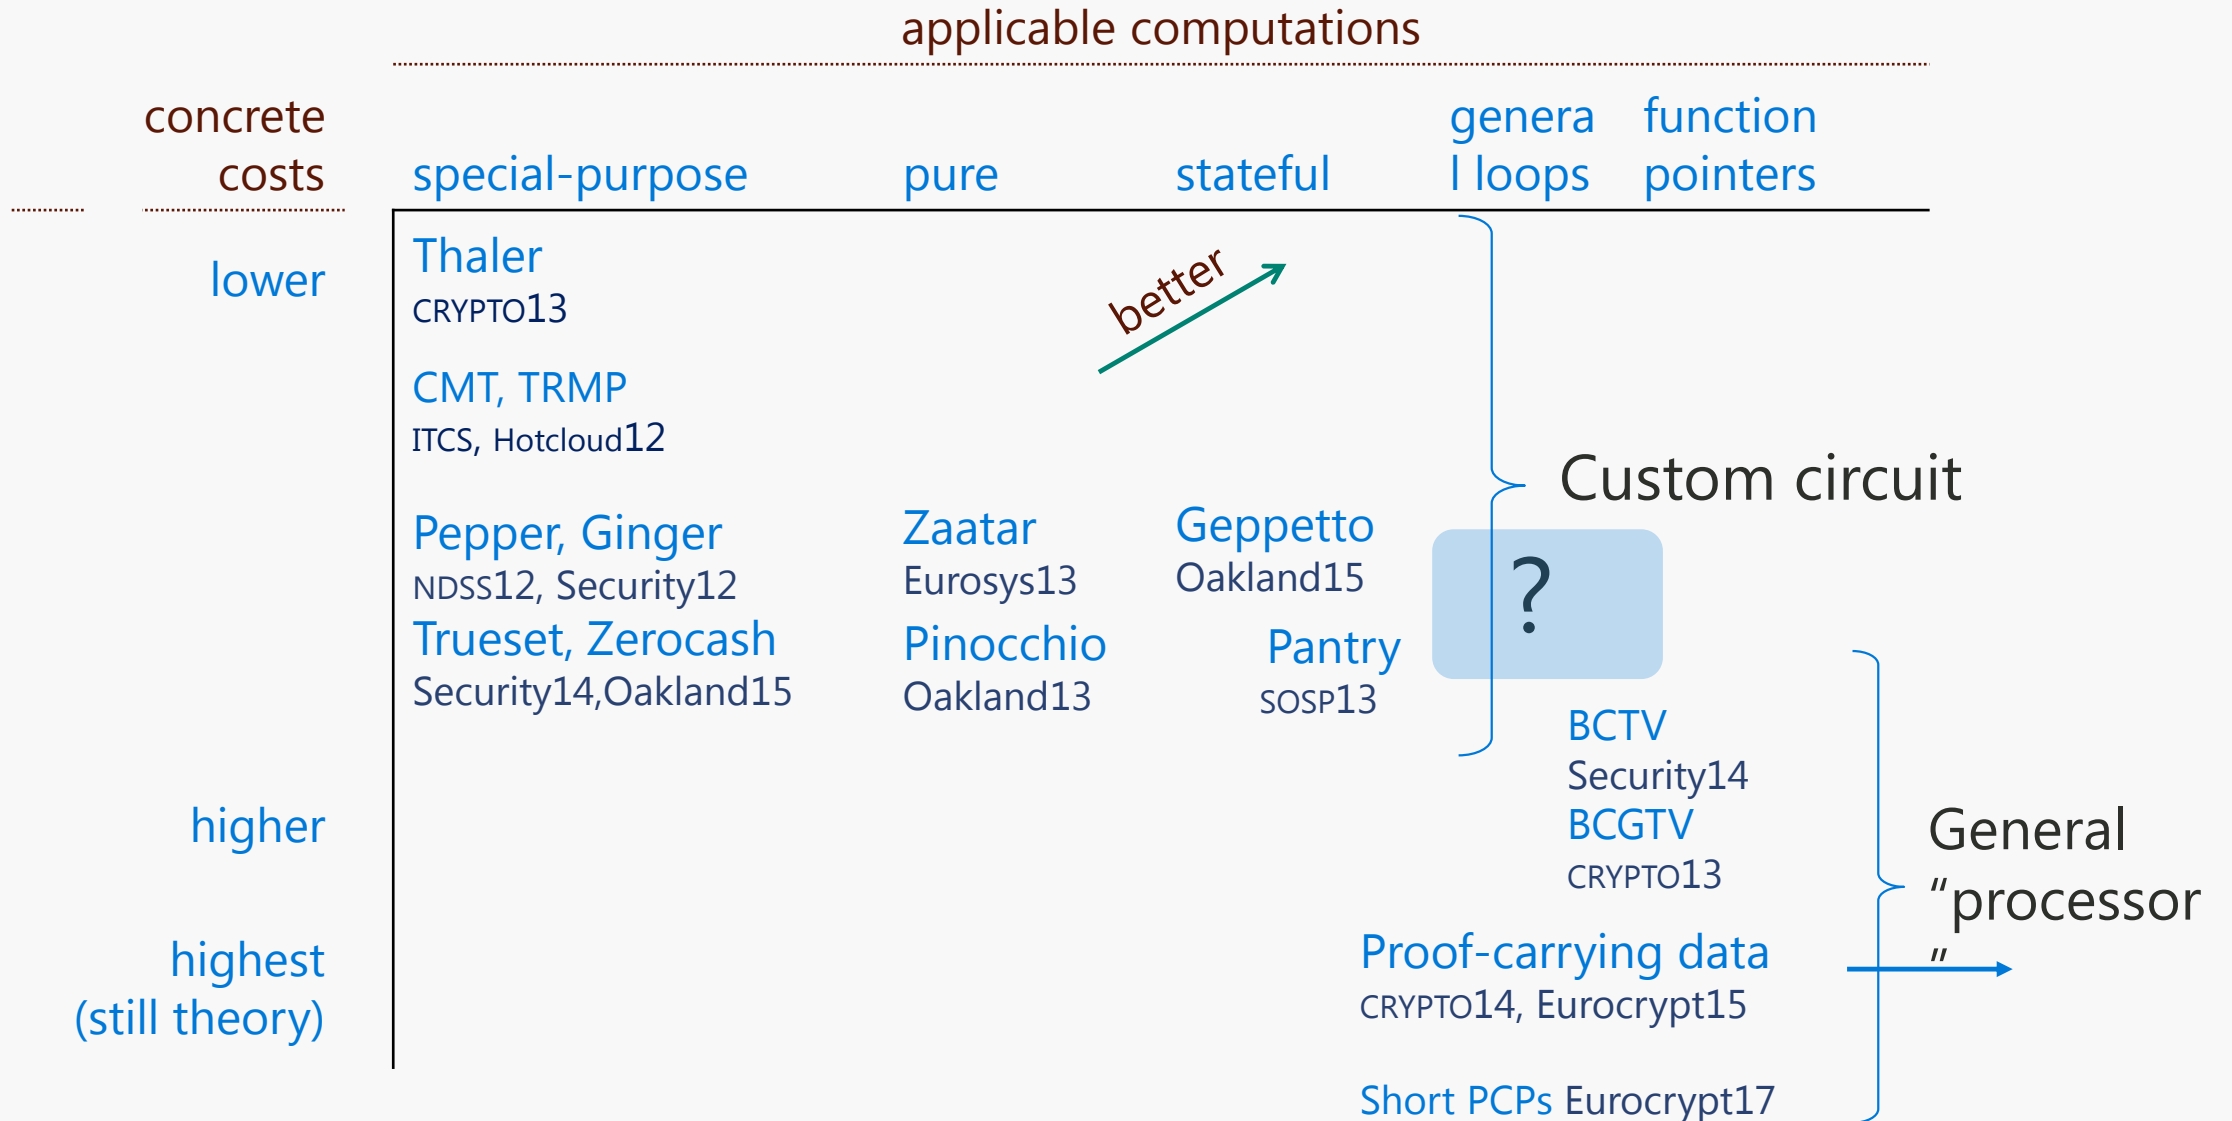 applicable computations
concrete
costs
special-purpose
pure
stateful
genera
l loops
function
pointers
lower
Thaler
CRYPTO13
better
CMT, TRMP
ITCS, Hotcloud12
Custom circuit
Pepper, Ginger
NDSS12, Security12
Zaatar
Eurosys13
Geppetto
Oakland15
?
Trueset, Zerocash
Security14,Oakland15
Pinocchio
Oakland13
Pantry
SOSP13
BCTV
Security14
higher
BCGTV
CRYPTO13
General
“processor
”
highest
(still theory)
Proof-carrying data
CRYPTO14, Eurocrypt15
Short PCPs Eurocrypt17